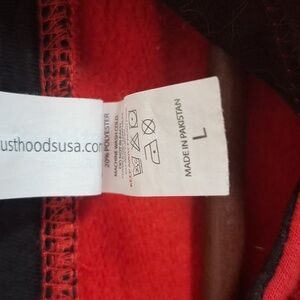 usthoodsusa.com
20% POLYESTER
MACHINE WASH COLD.
MADE IN PAKISTAN
L